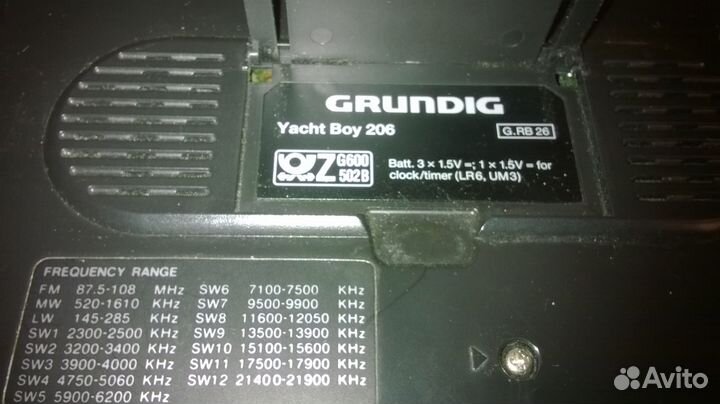 GRUNDIG
Yacht Boy 206
G.RB 26
Z G600
502B
Batt. 3 × 1.5V =; 1 × 1.5V = for
clock/timer (LR6, UM3)
FREQUENCY RANGE
FM 87.5-108 MHz SW6 7100-7500 KHz
MW 520-1610 KHz SW7 9500-9900 KHz
LW 145-285 KHz SW8 11600-12050 KHz
SW1 2300-2500 KHz SW9 13500-13900 KHz
SW2 3200-3400 KHz SW10 15100-15600 KHz
SW3 3900-4000 KHz SW11 17500-17900 KHz
SW4 4750-5060 KHz SW12 21400-21900 KHz
SW5 5900-6200 KHz
Avito